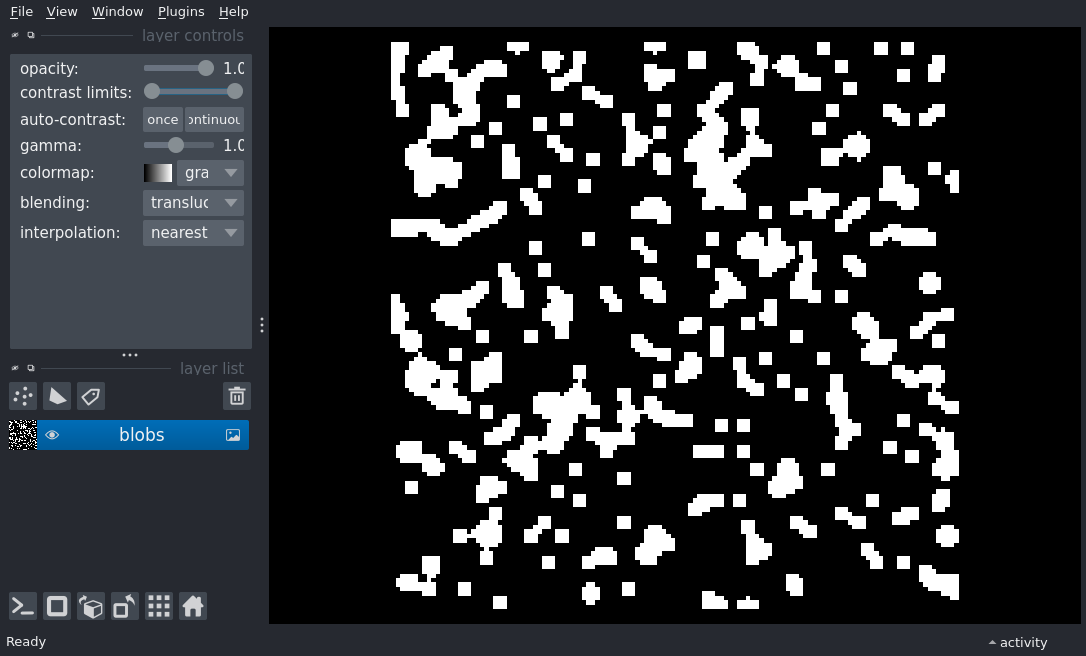 File View Window Plugins Help
layer controls
opacity: 1.0
contrast limits:
auto-contrast: once ontinuou
gamma: 1.0
colormap: gra
blending: transluc
interpolation: nearest
layer list
blobs
Ready
activity